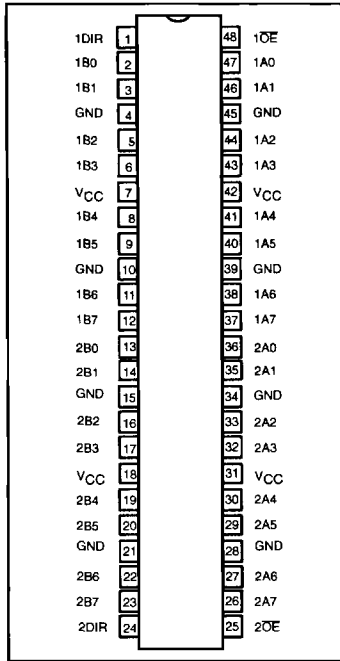 1DIR 1 48 1O̅E̅ 
1B0 2 47 1A0
1B1 3 46 1A1
GND 4 45 GND
1B2 5 44 1A2
1B3 6 43 1A3
VCC 7 42 VCC
1B4 8 41 1A4
1B5 9 40 1A5
GND 10 39 GND
1B6 11 38 1A6
1B7 12 37 1A7
2B0 13 36 2A0
2B1 14 35 2A1
GND 15 34 GND
2B2 16 33 2A2
2B3 17 32 2A3
VCC 18 31 VCC
2B4 19 30 2A4
2B5 20 29 2A5
GND 21 28 GND
2B6 22 27 2A6
2B7 23 26 2A7
2DIR 24 25 2O̅E̅